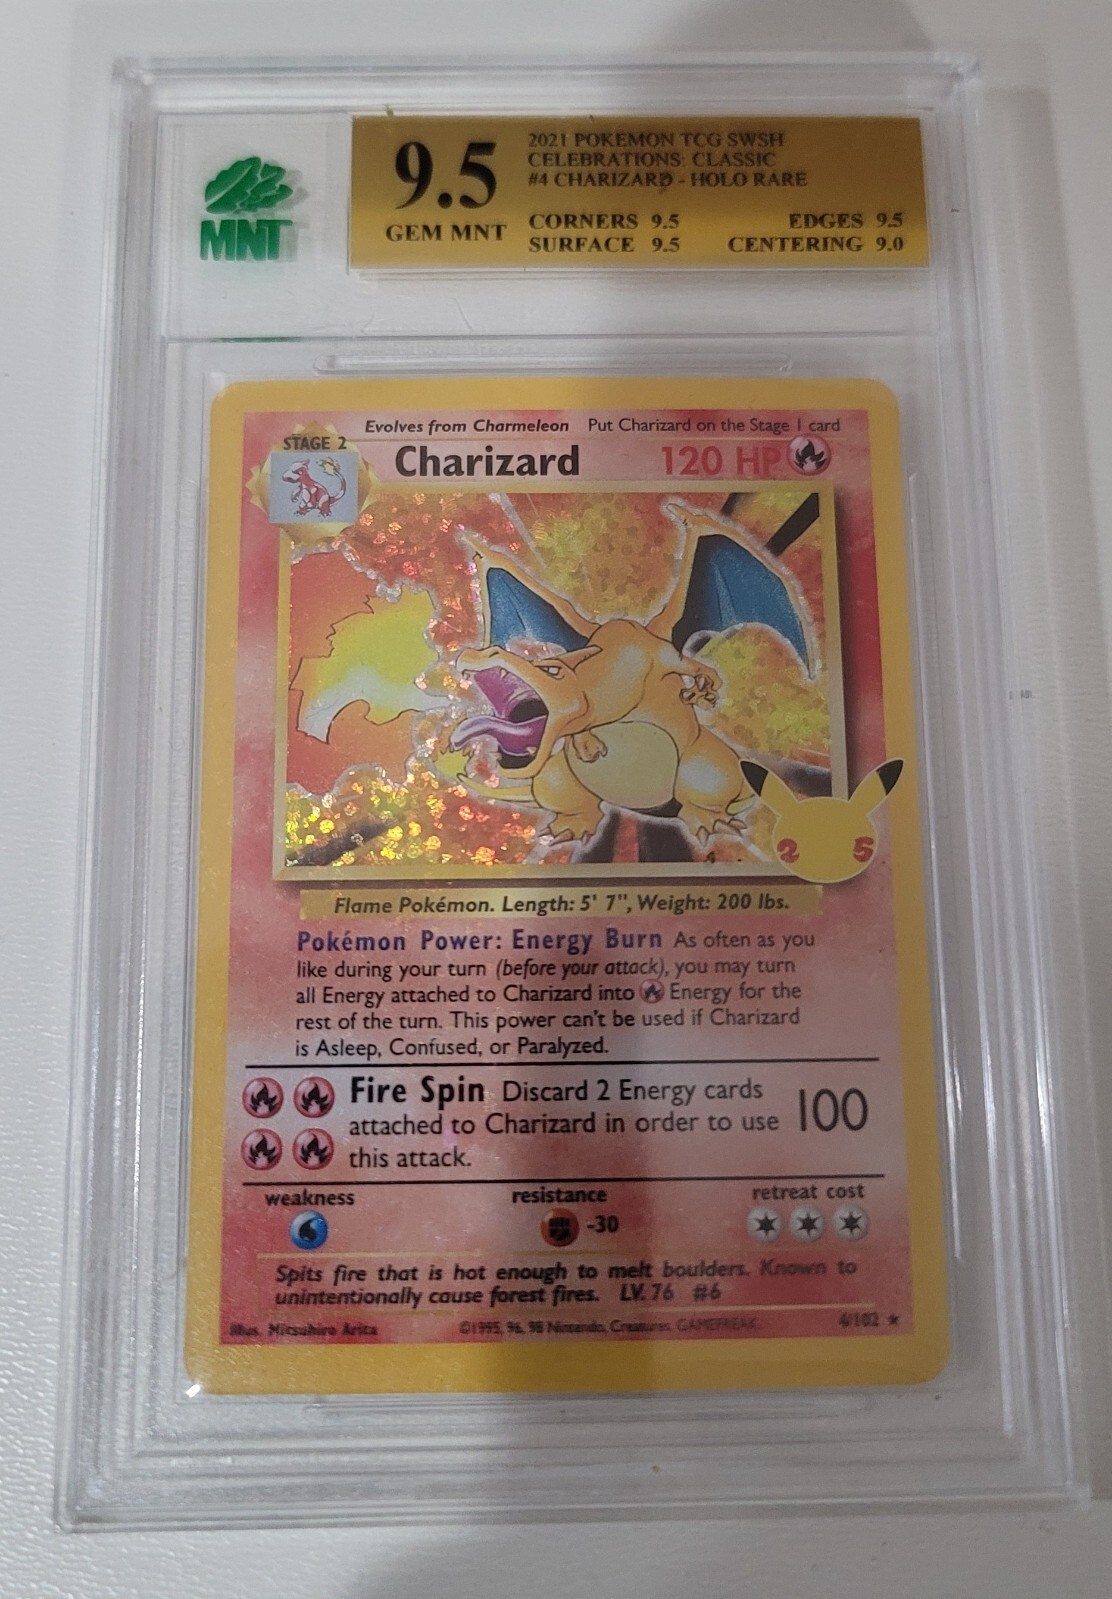 MNT
9.5
GEM MNT
2021 POKEMON TCG SWSH
CELEBRATIONS: CLASSIC
#4 CHARIZARD - HOLO RARE
CORNERS 9.5 EDGES 9.5
SURFACE 9.5 CENTERING 9.0
Evolves from Charmeleon Put Charizard on the Stage 1 card
STAGE 2
Charizard 120 HP
2 5
Flame Pokémon. Length: 5' 7", Weight: 200 lbs.
Pokémon Power: Energy Burn As often as you
like during your turn (before your attack), you may turn
all Energy attached to Charizard into Energy for the
rest of the turn. This power can't be used if Charizard
is Asleep, Confused, or Paralyzed.
Fire Spin Discard 2 Energy cards
attached to Charizard in order to use
this attack.
100
weakness resistance retreat cost
-30
Spits fire that is hot enough to melt boulders. Known to
unintentionally cause forest fires. LV. 76 #6
Illus. Mitsuhiro Arita ©1995, 96, 98 Nintendo, Creatures, GAMEFREAK. 4/102 ★